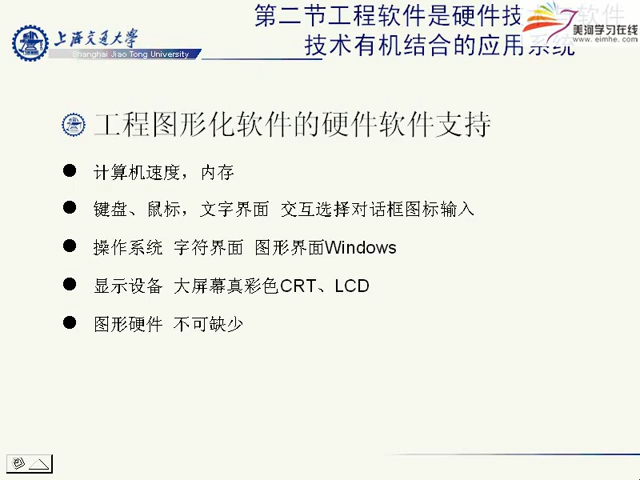 上海交通大学
Shanghai Jiao Tong University
第二节工程软件是硬件技术与软件
技术有机结合的应用系统
美洵学习在线
www.eimhe.com
工程图形化软件的硬件软件支持
计算机速度，内存
键盘、鼠标，文字界面 交互选择对话框图标输入
操作系统 字符界面 图形界面Windows
显示设备 大屏幕真彩色CRT、LCD
图形硬件 不可缺少